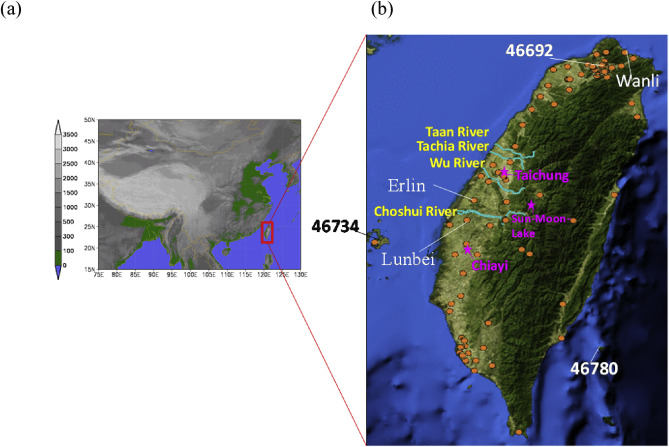 (a)
(b)
50N
45N
40N
35N
30N
25N
20N
15N
75E 80E 85E 90E 95E 100E 105E 110E 115E 120E 125E 130E
3500
3000
2500
2000
1500
1000
500
300
100
0
46692
Wanli
Taan River
Tachia River
Wu River
Taichung
Erlin
Choshui River
Sun Moon
Lake
46734
Lunbei
Chiayi
46780